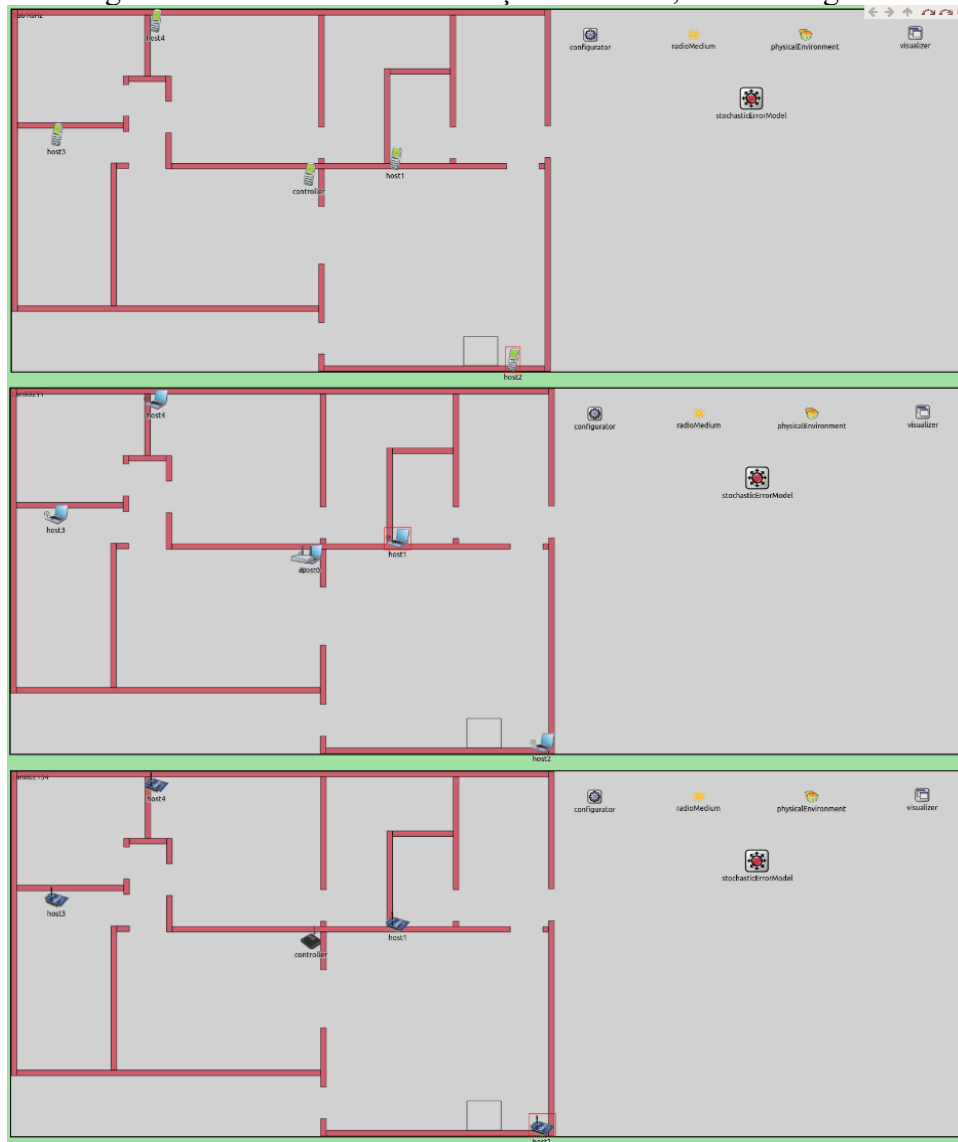 host4
configurator
radioMedium
physicalEnvironment
visualizer
stochasticErrorModel
host3
host1
controller
host2
host4
configurator
radioMedium
physicalEnvironment
visualizer
stochasticErrorModel
host3
host1
host2
host4
configurator
radioMedium
physicalEnvironment
visualizer
stochasticErrorModel
host3
host1
controller